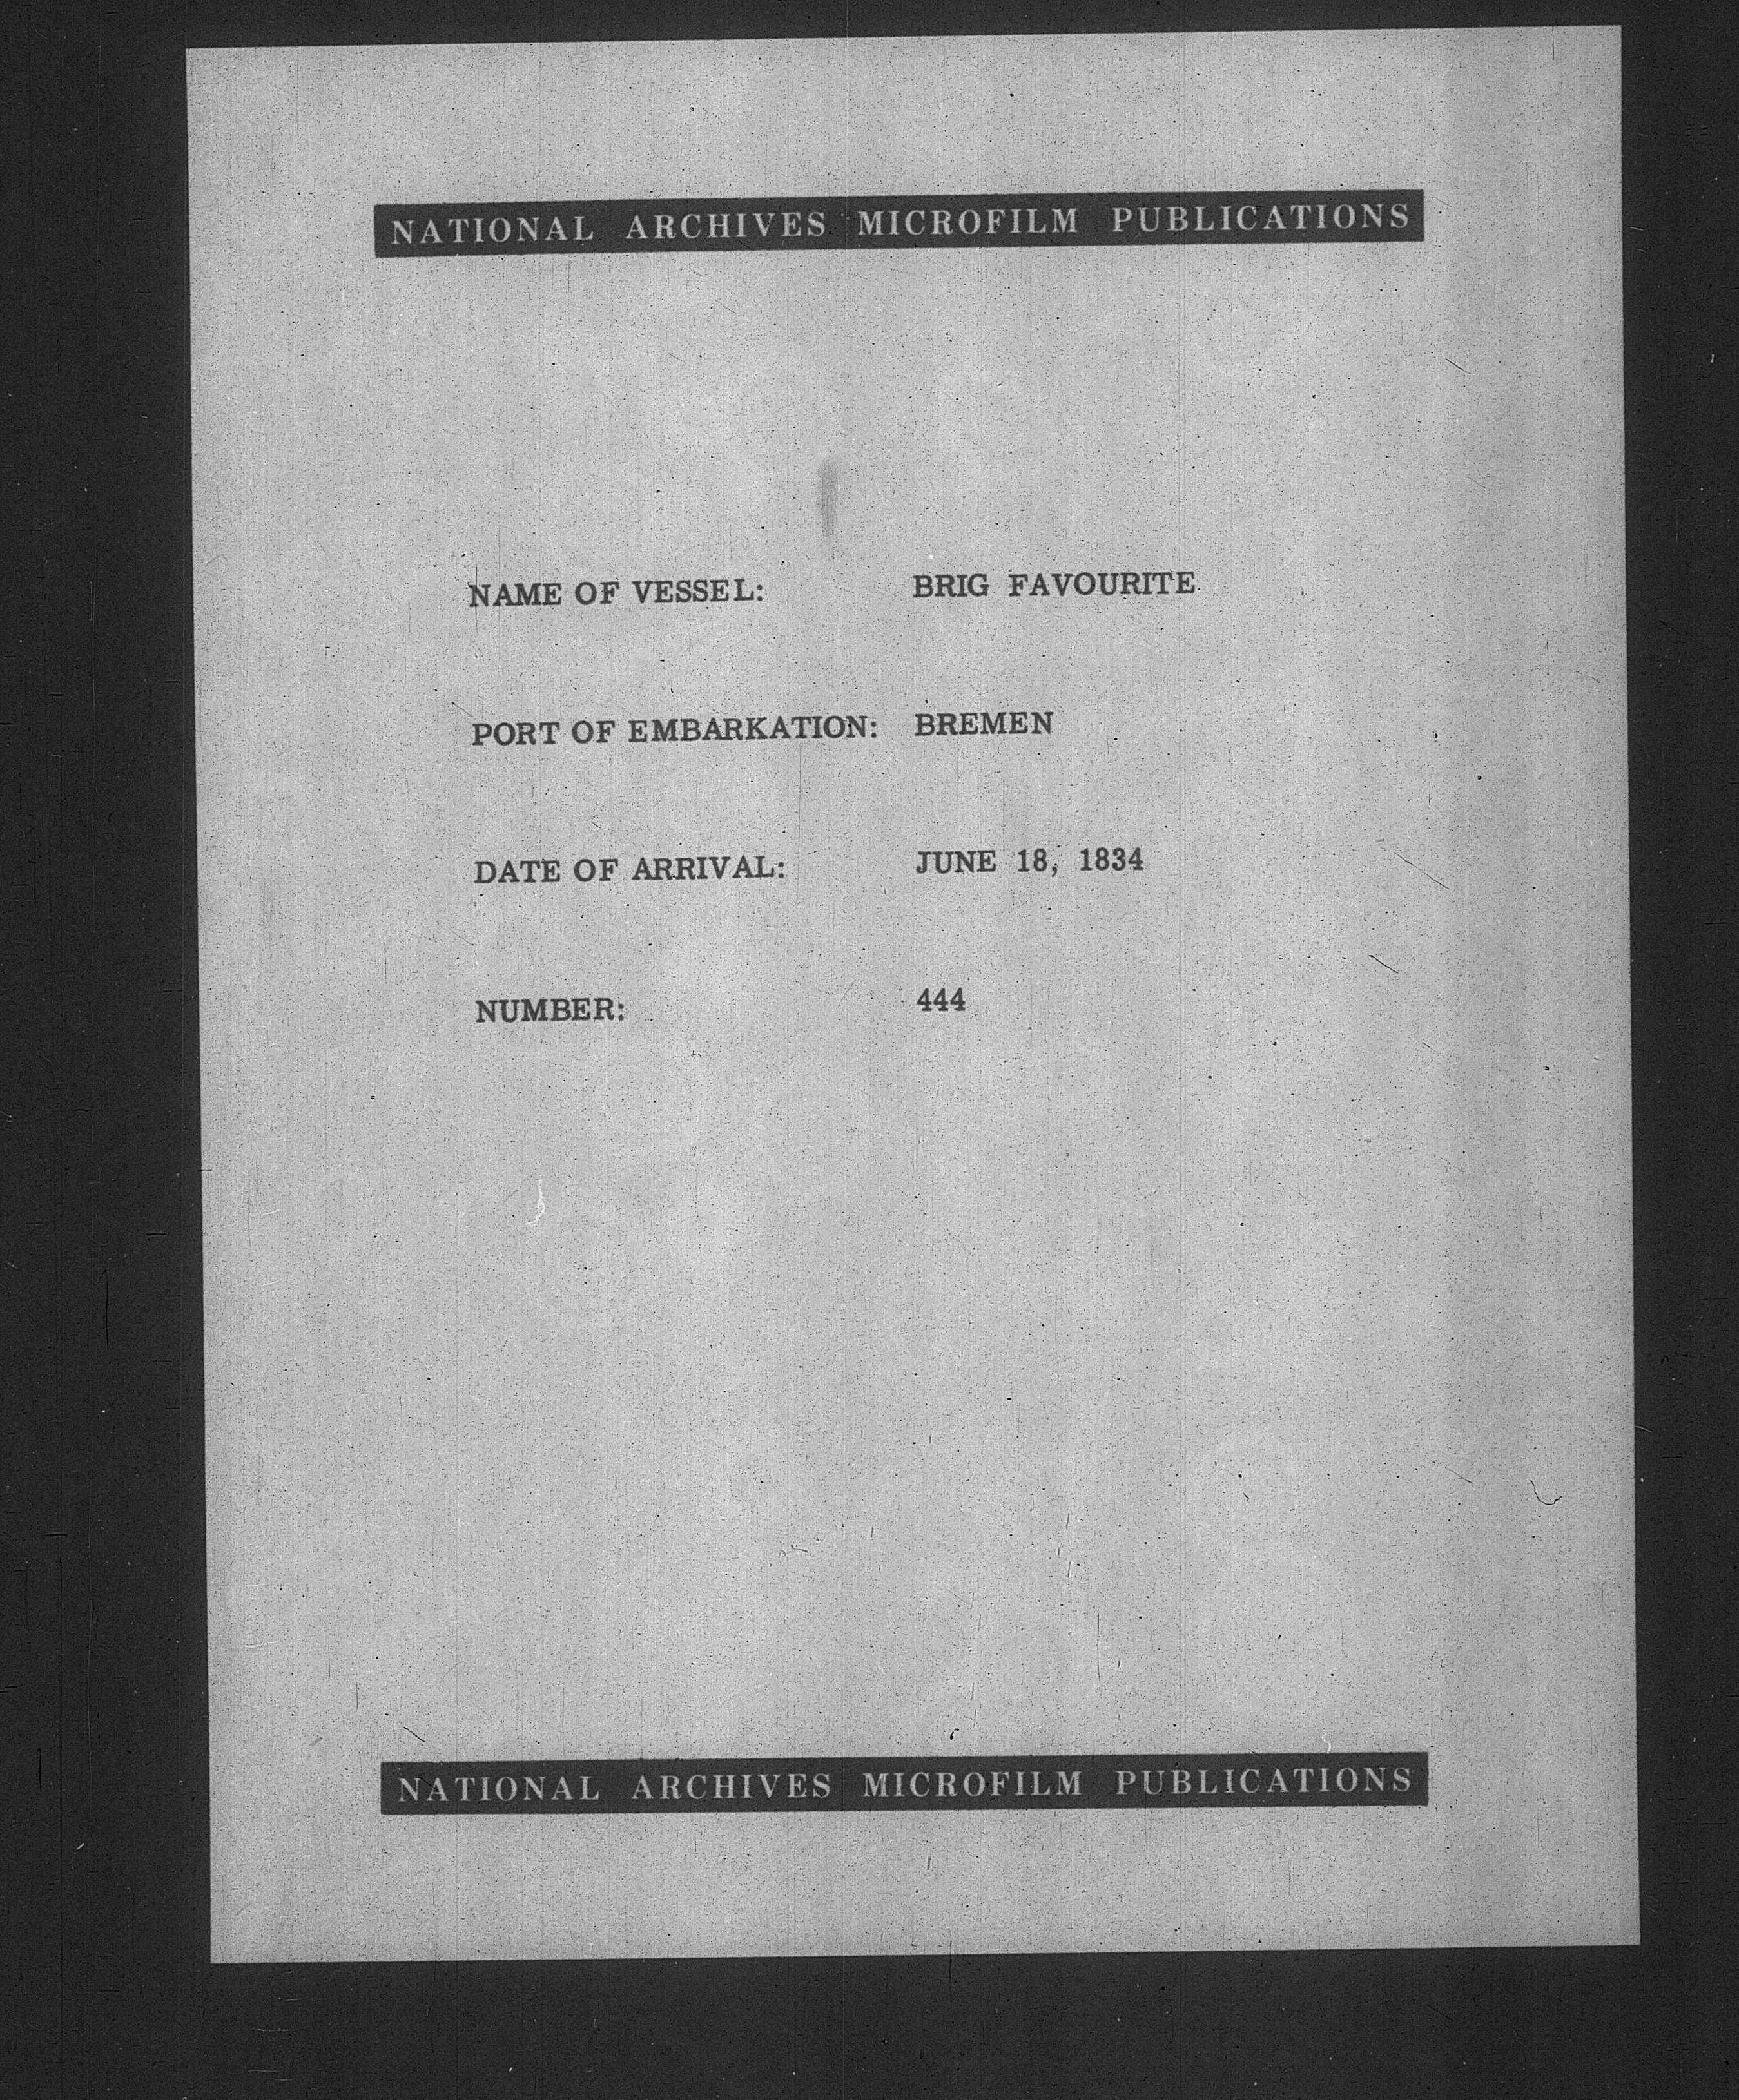 NATIONAL ARCHIVES MICROFILM PUBLICATIONS
NAME OF VESSEL: BRIG FAVOURITE
PORT OF EMBARKATION: BREMEN
DATE OF ARRIVAL: JUNE 18, 1834
NUMBER: 444
NATIONAL ARCHIVES MICROFILM PUBLICATIONS